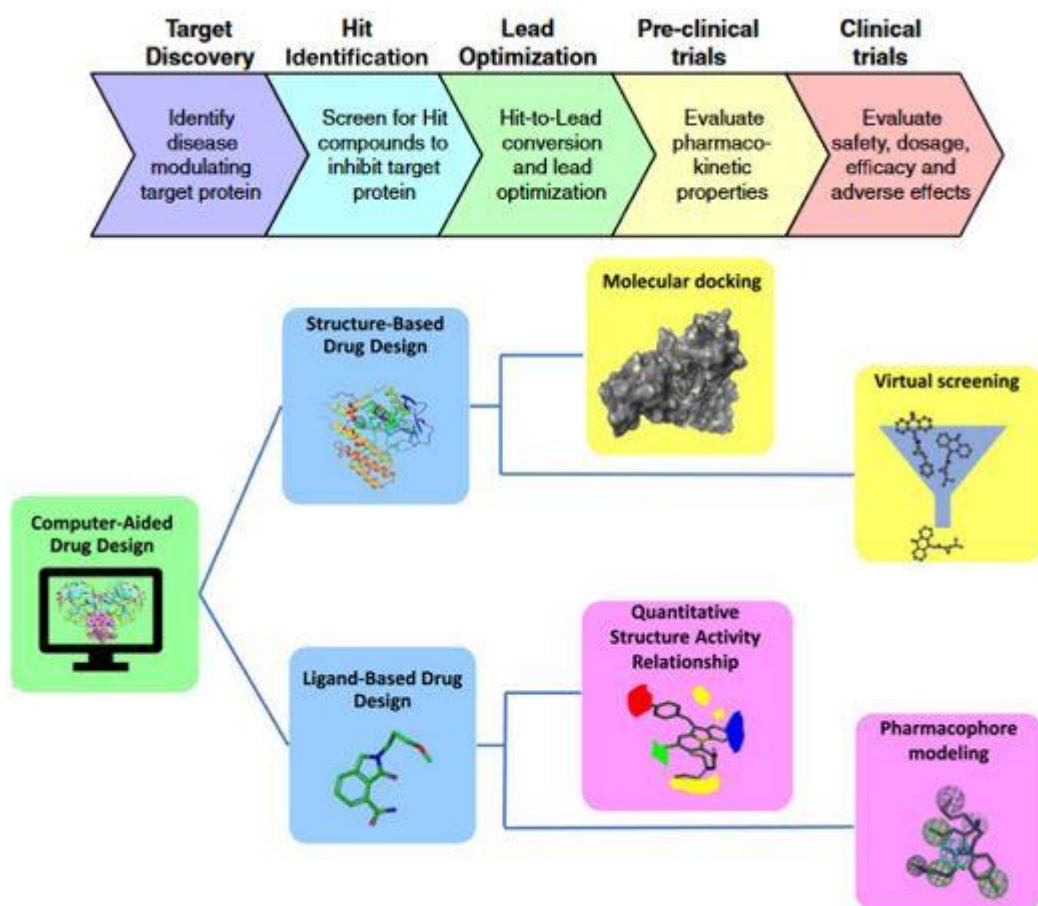 Target
Discovery
Hit
Identification
Lead
Optimization
Pre-clinical
trials
Clinical
trials
Identify
disease
modulating
target protein
Screen for Hit
compounds to
inhibit target
protein
Hit-to-Lead
conversion
and lead
optimization
Evaluate
pharmaco-
kinetic
properties
Evaluate
safety, dosage,
efficacy and
adverse effects
Molecular docking
Structure-Based
Drug Design
Virtual screening
Computer-Aided
Drug Design
Quantitative
Structure Activity
Relationship
Ligand-Based Drug
Design
Pharmacophore
modeling